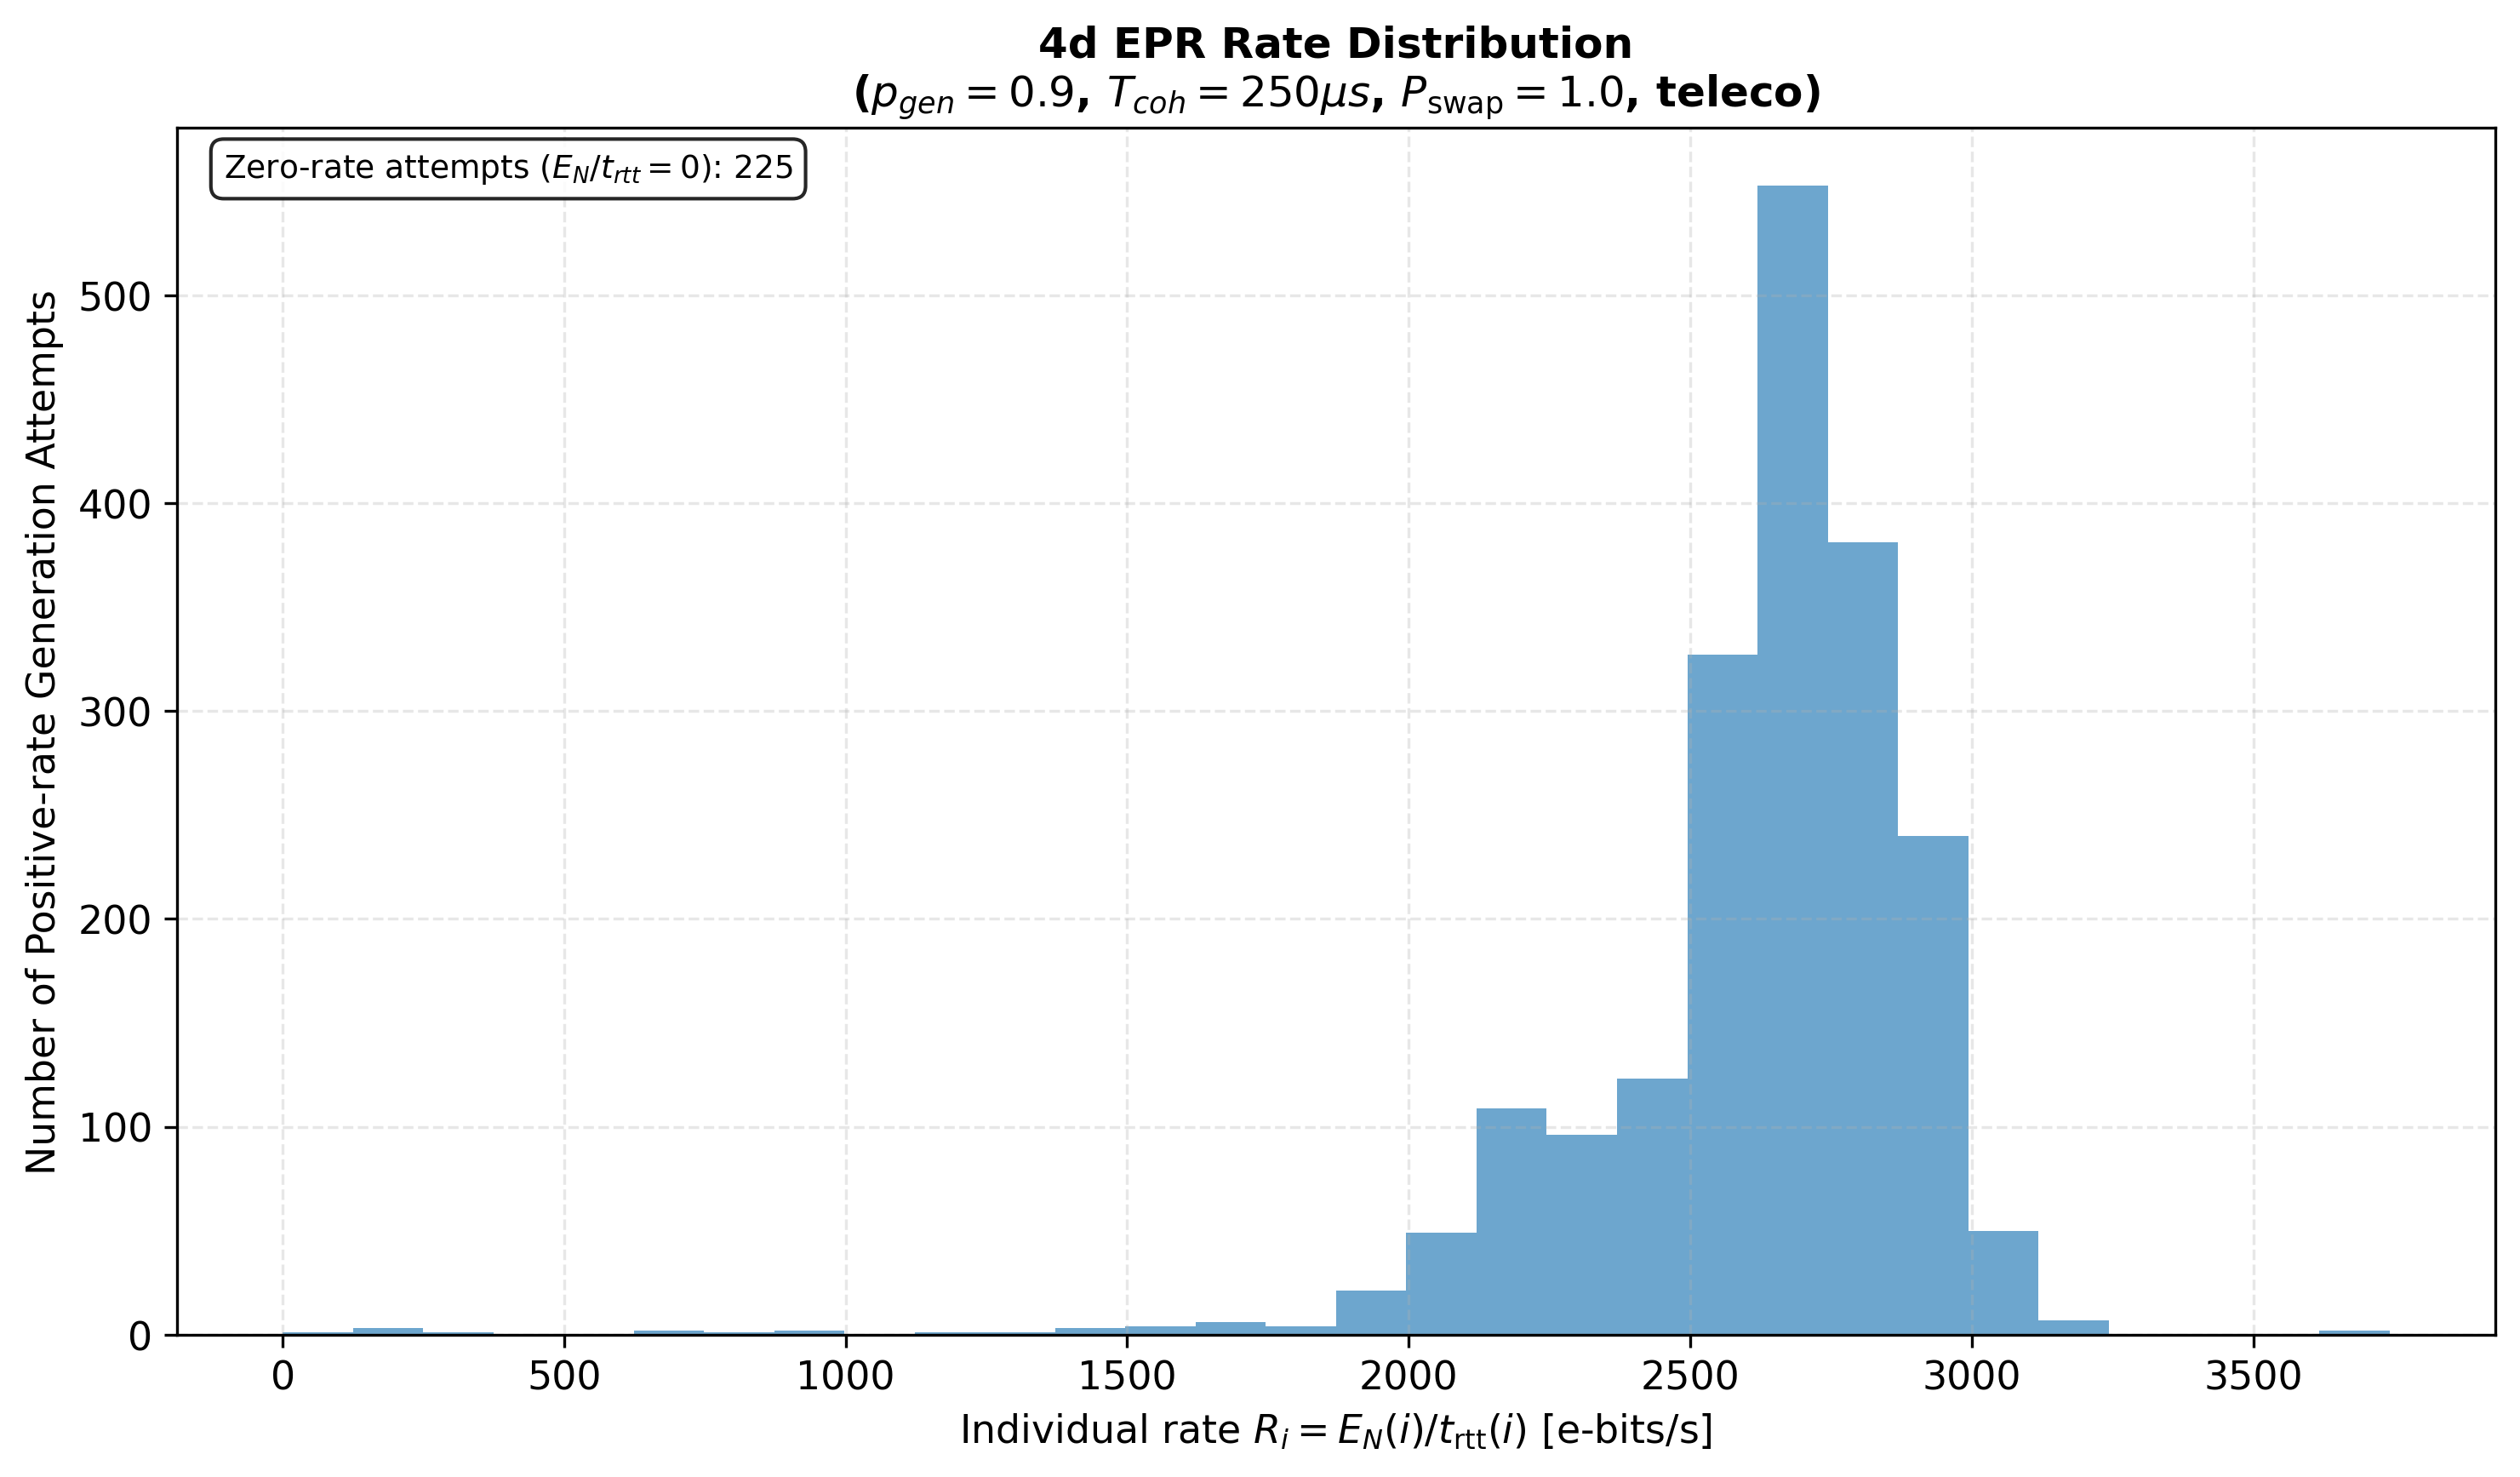 4d EPR Rate Distribution
(p_gen = 0.9, T_coh = 250μs, P_swap = 1.0, teleco)
Zero-rate attempts (E_N/t_rtt = 0): 225
Number of Positive-rate Generation Attempts
500
400
300
200
100
0
0 500 1000 1500 2000 2500 3000 3500
Individual rate R_i = E_N(i)/t_rtt(i) [e-bits/s]